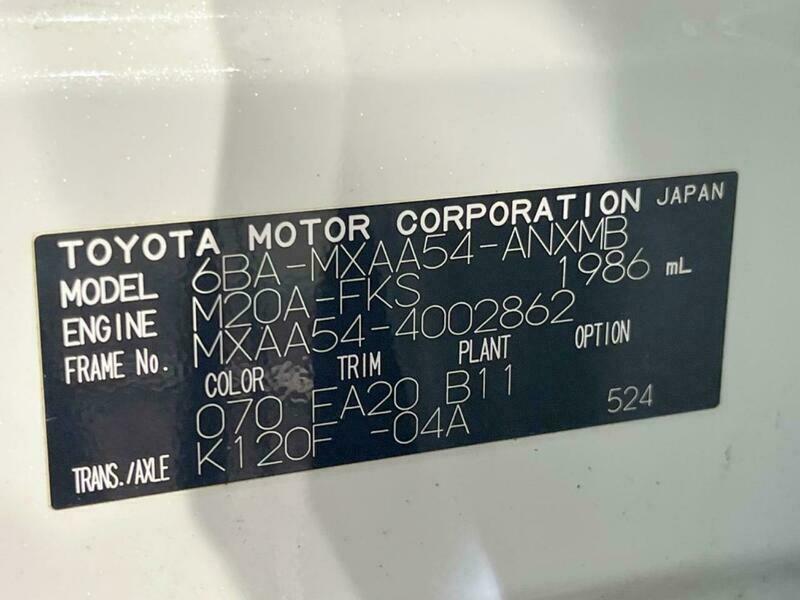 TOYOTA MOTOR CORPORATION JAPAN
MODEL 6BA-MXAA54-ANXMB
ENGINE M20A-FKS 1986 mL
FRAME No. MXAA54-4002862
COLOR TRIM PLANT OPTION
070 FA20 B11
TRANS./AXLE K120F -04A 524